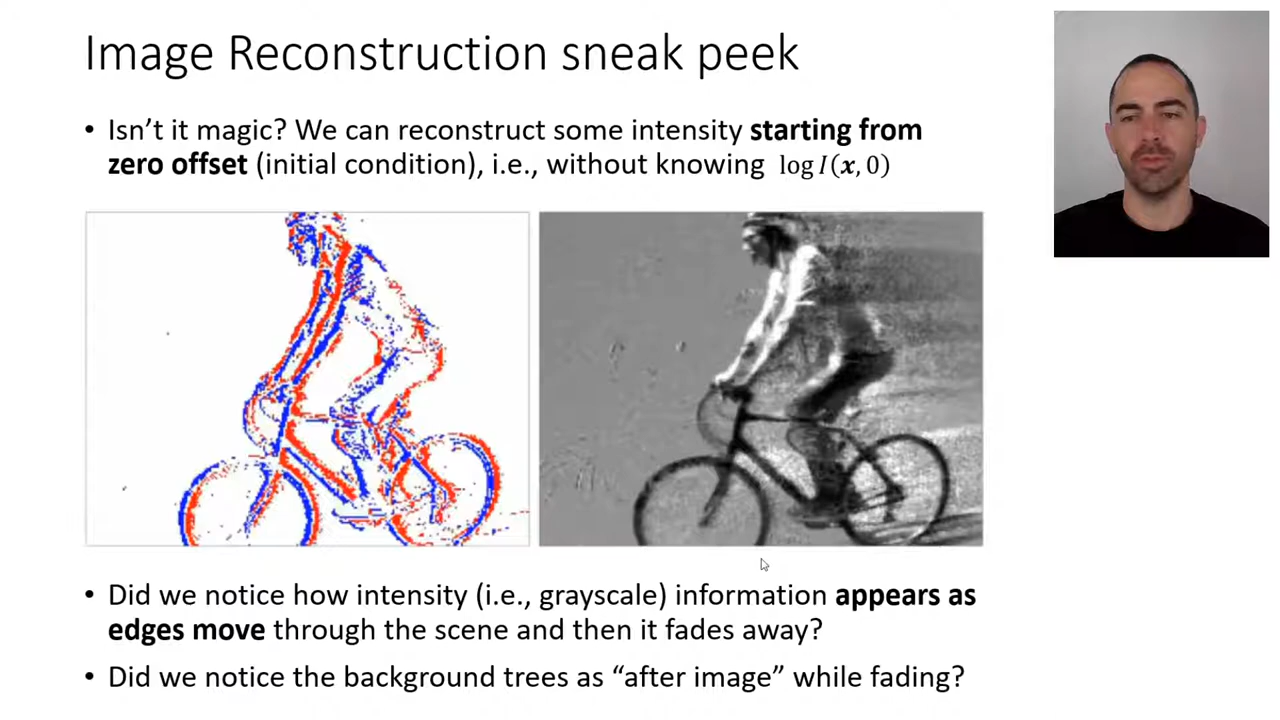 Image Reconstruction sneak peek
• Isn't it magic? We can reconstruct some intensity starting from
zero offset (initial condition), i.e., without knowing log I(x, 0)
• Did we notice how intensity (i.e., grayscale) information appears as
edges move through the scene and then it fades away?
• Did we notice the background trees as “after image” while fading?